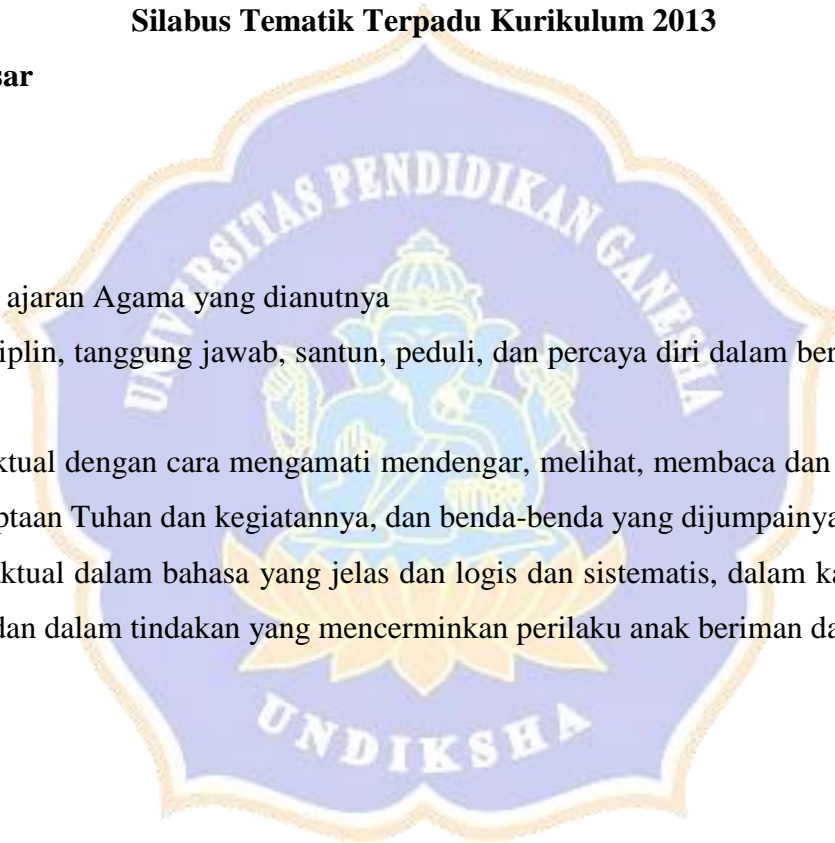 Silabus Tematik Terpadu Kurikulum 2013
sar
ajaran Agama yang dianutnya
iplin, tanggung jawab, santun, peduli, dan percaya diri dalam ber
ktual dengan cara mengamati mendengar, melihat, membaca dan
ptaan Tuhan dan kegiatannya, dan benda-benda yang dijumpainya
aktual dalam bahasa yang jelas dan logis dan sistematis, dalam ka
dan dalam tindakan yang mencerminkan perilaku anak beriman da
UNIVERSITAS PENDIDIKAN GANESHA
UNDIKSHA